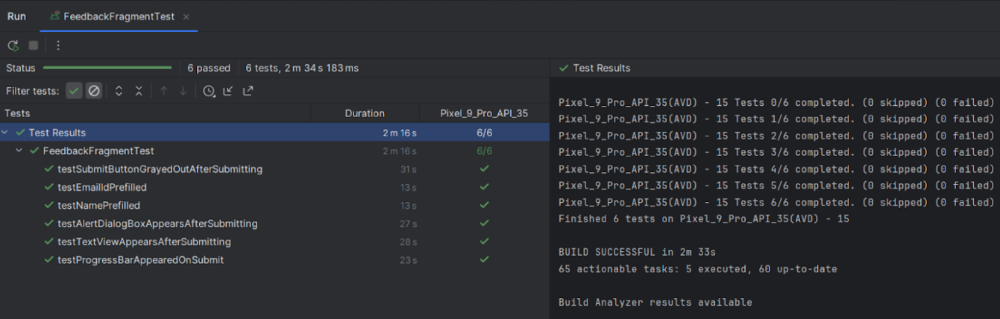 Run FeedbackFragmentTest
Status 6 passed 6 tests, 2 m 34 s 183 ms
Filter tests:
Tests Duration Pixel_9_Pro_API_35
Test Results 2 m 16 s 6/6
FeedbackFragmentTest 2 m 16 s 6/6
testSubmitButtonGrayedOutAfterSubmitting 31 s
testEmailIdPrefilled 13 s
testNamePrefilled 13 s
testAlertDialogBoxAppearsAfterSubmitting 27 s
testTextViewAppearsAfterSubmitting 28 s
testProgressBarAppearedOnSubmit 23 s
Test Results
Pixel_9_Pro_API_35(AVD) - 15 Tests 0/6 completed. (0 skipped) (0 failed)
Pixel_9_Pro_API_35(AVD) - 15 Tests 1/6 completed. (0 skipped) (0 failed)
Pixel_9_Pro_API_35(AVD) - 15 Tests 2/6 completed. (0 skipped) (0 failed)
Pixel_9_Pro_API_35(AVD) - 15 Tests 3/6 completed. (0 skipped) (0 failed)
Pixel_9_Pro_API_35(AVD) - 15 Tests 4/6 completed. (0 skipped) (0 failed)
Pixel_9_Pro_API_35(AVD) - 15 Tests 5/6 completed. (0 skipped) (0 failed)
Pixel_9_Pro_API_35(AVD) - 15 Tests 6/6 completed. (0 skipped) (0 failed)
Finished 6 tests on Pixel_9_Pro_API_35(AVD) - 15
BUILD SUCCESSFUL in 2m 33s
65 actionable tasks: 5 executed, 60 up-to-date
Build Analyzer results available